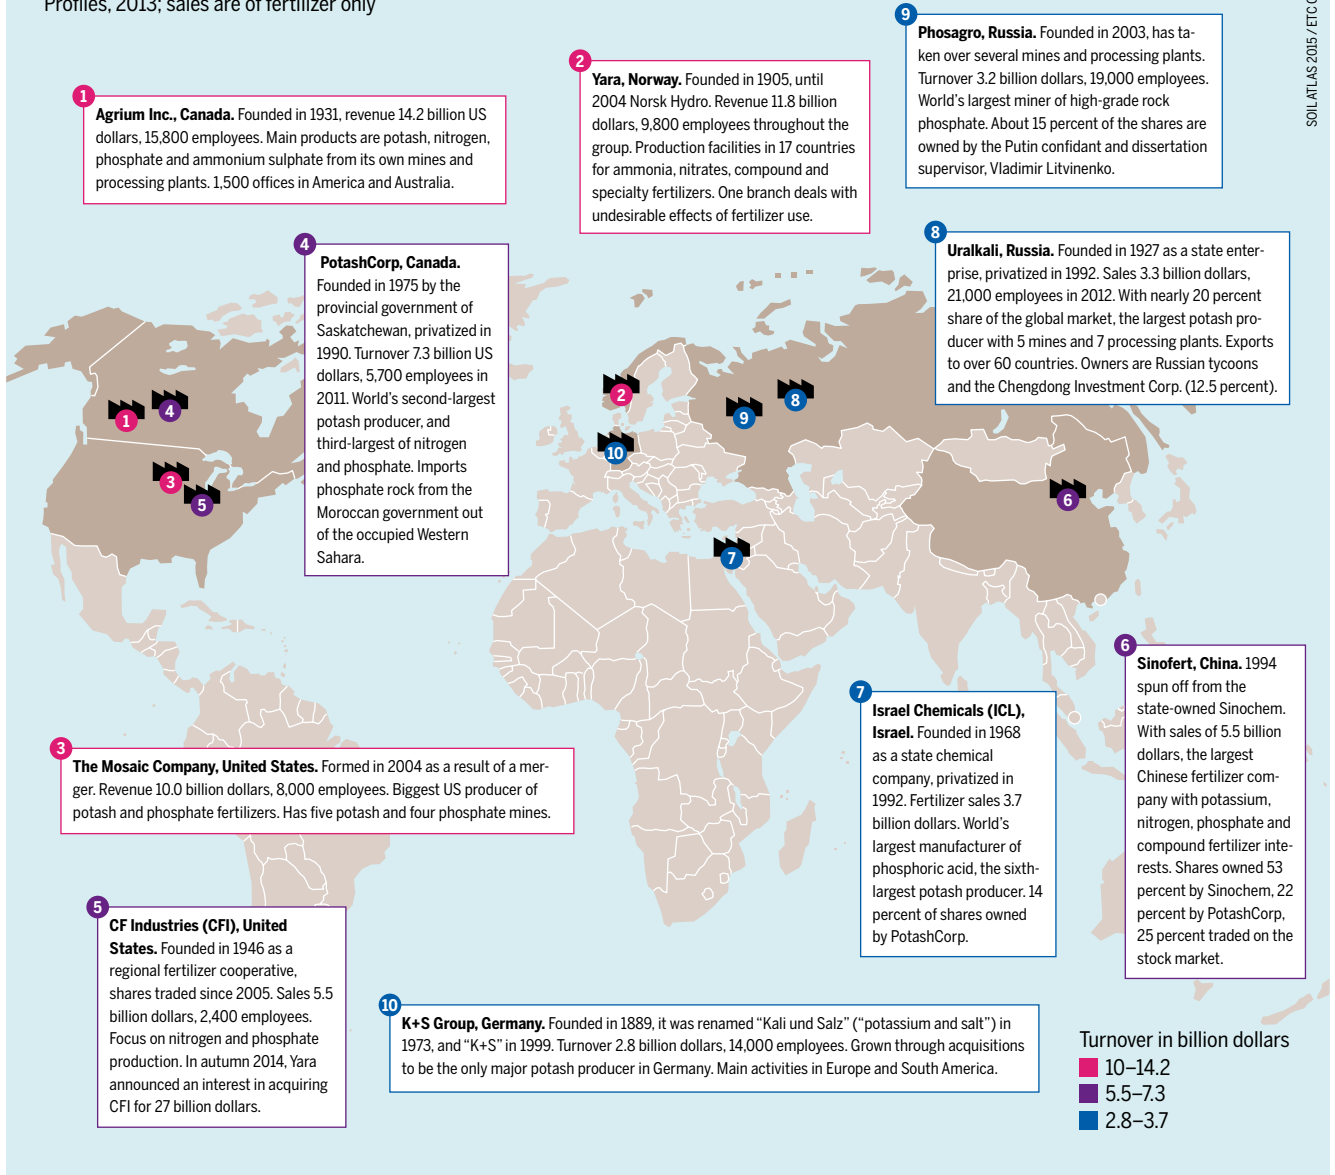 Profiles, 2013; sales are of fertilizer only
SOIL ATLAS 2015 / ETC
1
Agrium Inc., Canada. Founded in 1931, revenue 14.2 billion US
dollars, 15,800 employees. Main products are potash, nitrogen,
phosphate and ammonium sulphate from its own mines and
processing plants. 1,500 offices in America and Australia.
2
Yara, Norway. Founded in 1905, until
2004 Norsk Hydro. Revenue 11.8 billion
dollars, 9,800 employees throughout the
group. Production facilities in 17 countries
for ammonia, nitrates, compound and
specialty fertilizers. One branch deals with
undesirable effects of fertilizer use.
9
Phosagro, Russia. Founded in 2003, has ta-
ken over several mines and processing plants.
Turnover 3.2 billion dollars, 19,000 employees.
World's largest miner of high-grade rock
phosphate. About 15 percent of the shares are
owned by the Putin confidant and dissertation
supervisor, Vladimir Litvinenko.
4
PotashCorp, Canada.
Founded in 1975 by the
provincial government of
Saskatchewan, privatized in
1990. Turnover 7.3 billion US
dollars, 5,700 employees in
2011. World's second-largest
potash producer, and
third-largest of nitrogen
and phosphate. Imports
phosphate rock from the
Moroccan government out
of the occupied Western
Sahara.
8
Uralkali, Russia. Founded in 1927 as a state enter-
prise, privatized in 1992. Sales 3.3 billion dollars,
21,000 employees in 2012. With nearly 20 percent
share of the global market, the largest potash pro-
ducer with 5 mines and 7 processing plants. Exports
to over 60 countries. Owners are Russian tycoons
and the Chengdong Investment Corp. (12.5 percent).
1
4
3
5
2
10
9
8
7
6
6
Sinofert, China. 1994
spun off from the
state-owned Sinochem.
With sales of 5.5 billion
dollars, the largest
Chinese fertilizer com-
pany with potassium,
nitrogen, phosphate and
compound fertilizer inte-
rests. Shares owned 53
percent by Sinochem, 22
percent by PotashCorp,
25 percent traded on the
stock market.
7
Israel Chemicals (ICL),
Israel. Founded in 1968
as a state chemical
company, privatized in
1992. Fertilizer sales 3.7
billion dollars. World's
largest manufacturer of
phosphoric acid, the sixth-
largest potash producer. 14
percent of shares owned
by PotashCorp.
3
The Mosaic Company, United States. Formed in 2004 as a result of a mer-
ger. Revenue 10.0 billion dollars, 8,000 employees. Biggest US producer of
potash and phosphate fertilizers. Has five potash and four phosphate mines.
5
CF Industries (CFI), United
States. Founded in 1946 as a
regional fertilizer cooperative,
shares traded since 2005. Sales 5.5
billion dollars, 2,400 employees.
Focus on nitrogen and phosphate
production. In autumn 2014, Yara
announced an interest in acquiring
CFI for 27 billion dollars.
10
K+S Group, Germany. Founded in 1889, it was renamed “Kali und Salz” (“potassium and salt”) in
1973, and “K+S” in 1999. Turnover 2.8 billion dollars, 14,000 employees. Grown through acquisitions
to be the only major potash producer in Germany. Main activities in Europe and South America.
Turnover in billion dollars
10–14.2
5.5–7.3
2.8–3.7